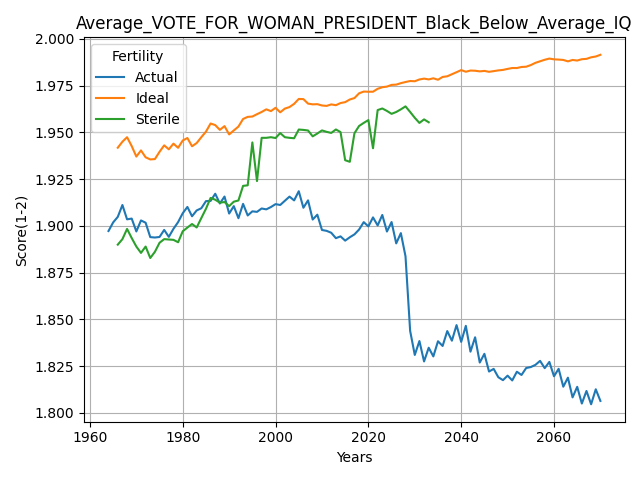 Average_VOTE_FOR_WOMAN_PRESIDENT_Black_Below_Average_IQ
Fertility
Actual
Ideal
Sterile
Score(1-2)
2.000
1.975
1.950
1.925
1.900
1.875
1.850
1.825
1.800
1960
1980
2000
2020
2040
2060
Years